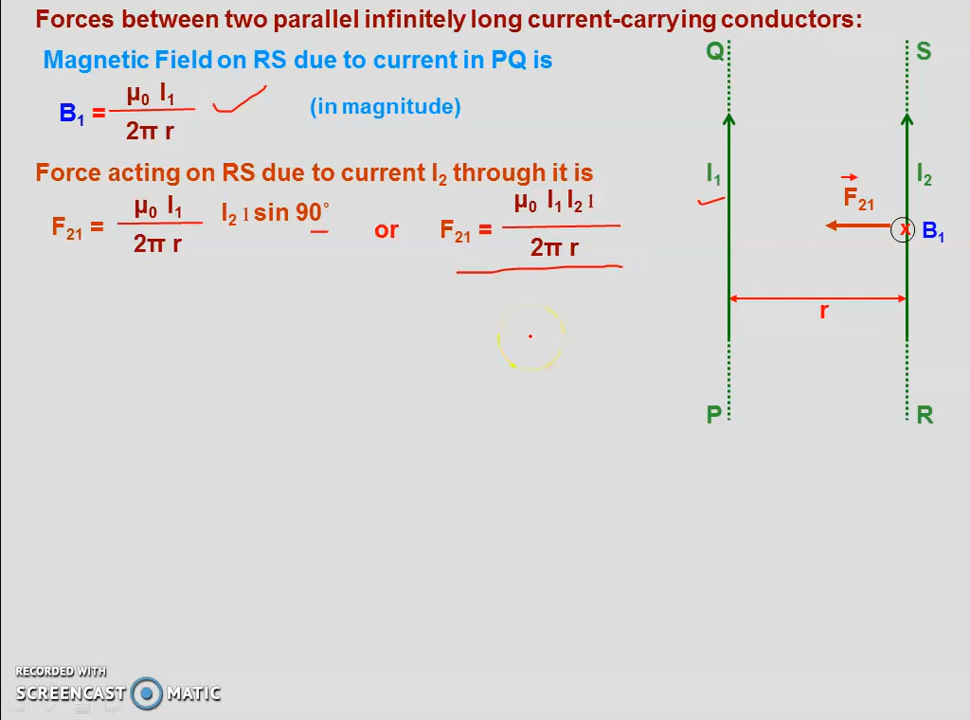 Forces between two parallel infinitely long current-carrying conductors:
Magnetic Field on RS due to current in PQ is
B₁ = μ₀ I₁ / 2π r
(in magnitude)
Force acting on RS due to current I₂ through it is
F₂₁ = μ₀ I₁ / 2π r I₂ l sin 90˚ or F₂₁ = μ₀ I₁ I₂ l / 2π r
Q S
I₁ I₂
F₂₁
x B₁
r
P R
RECORDED WITH
SCREENCAST MATIC